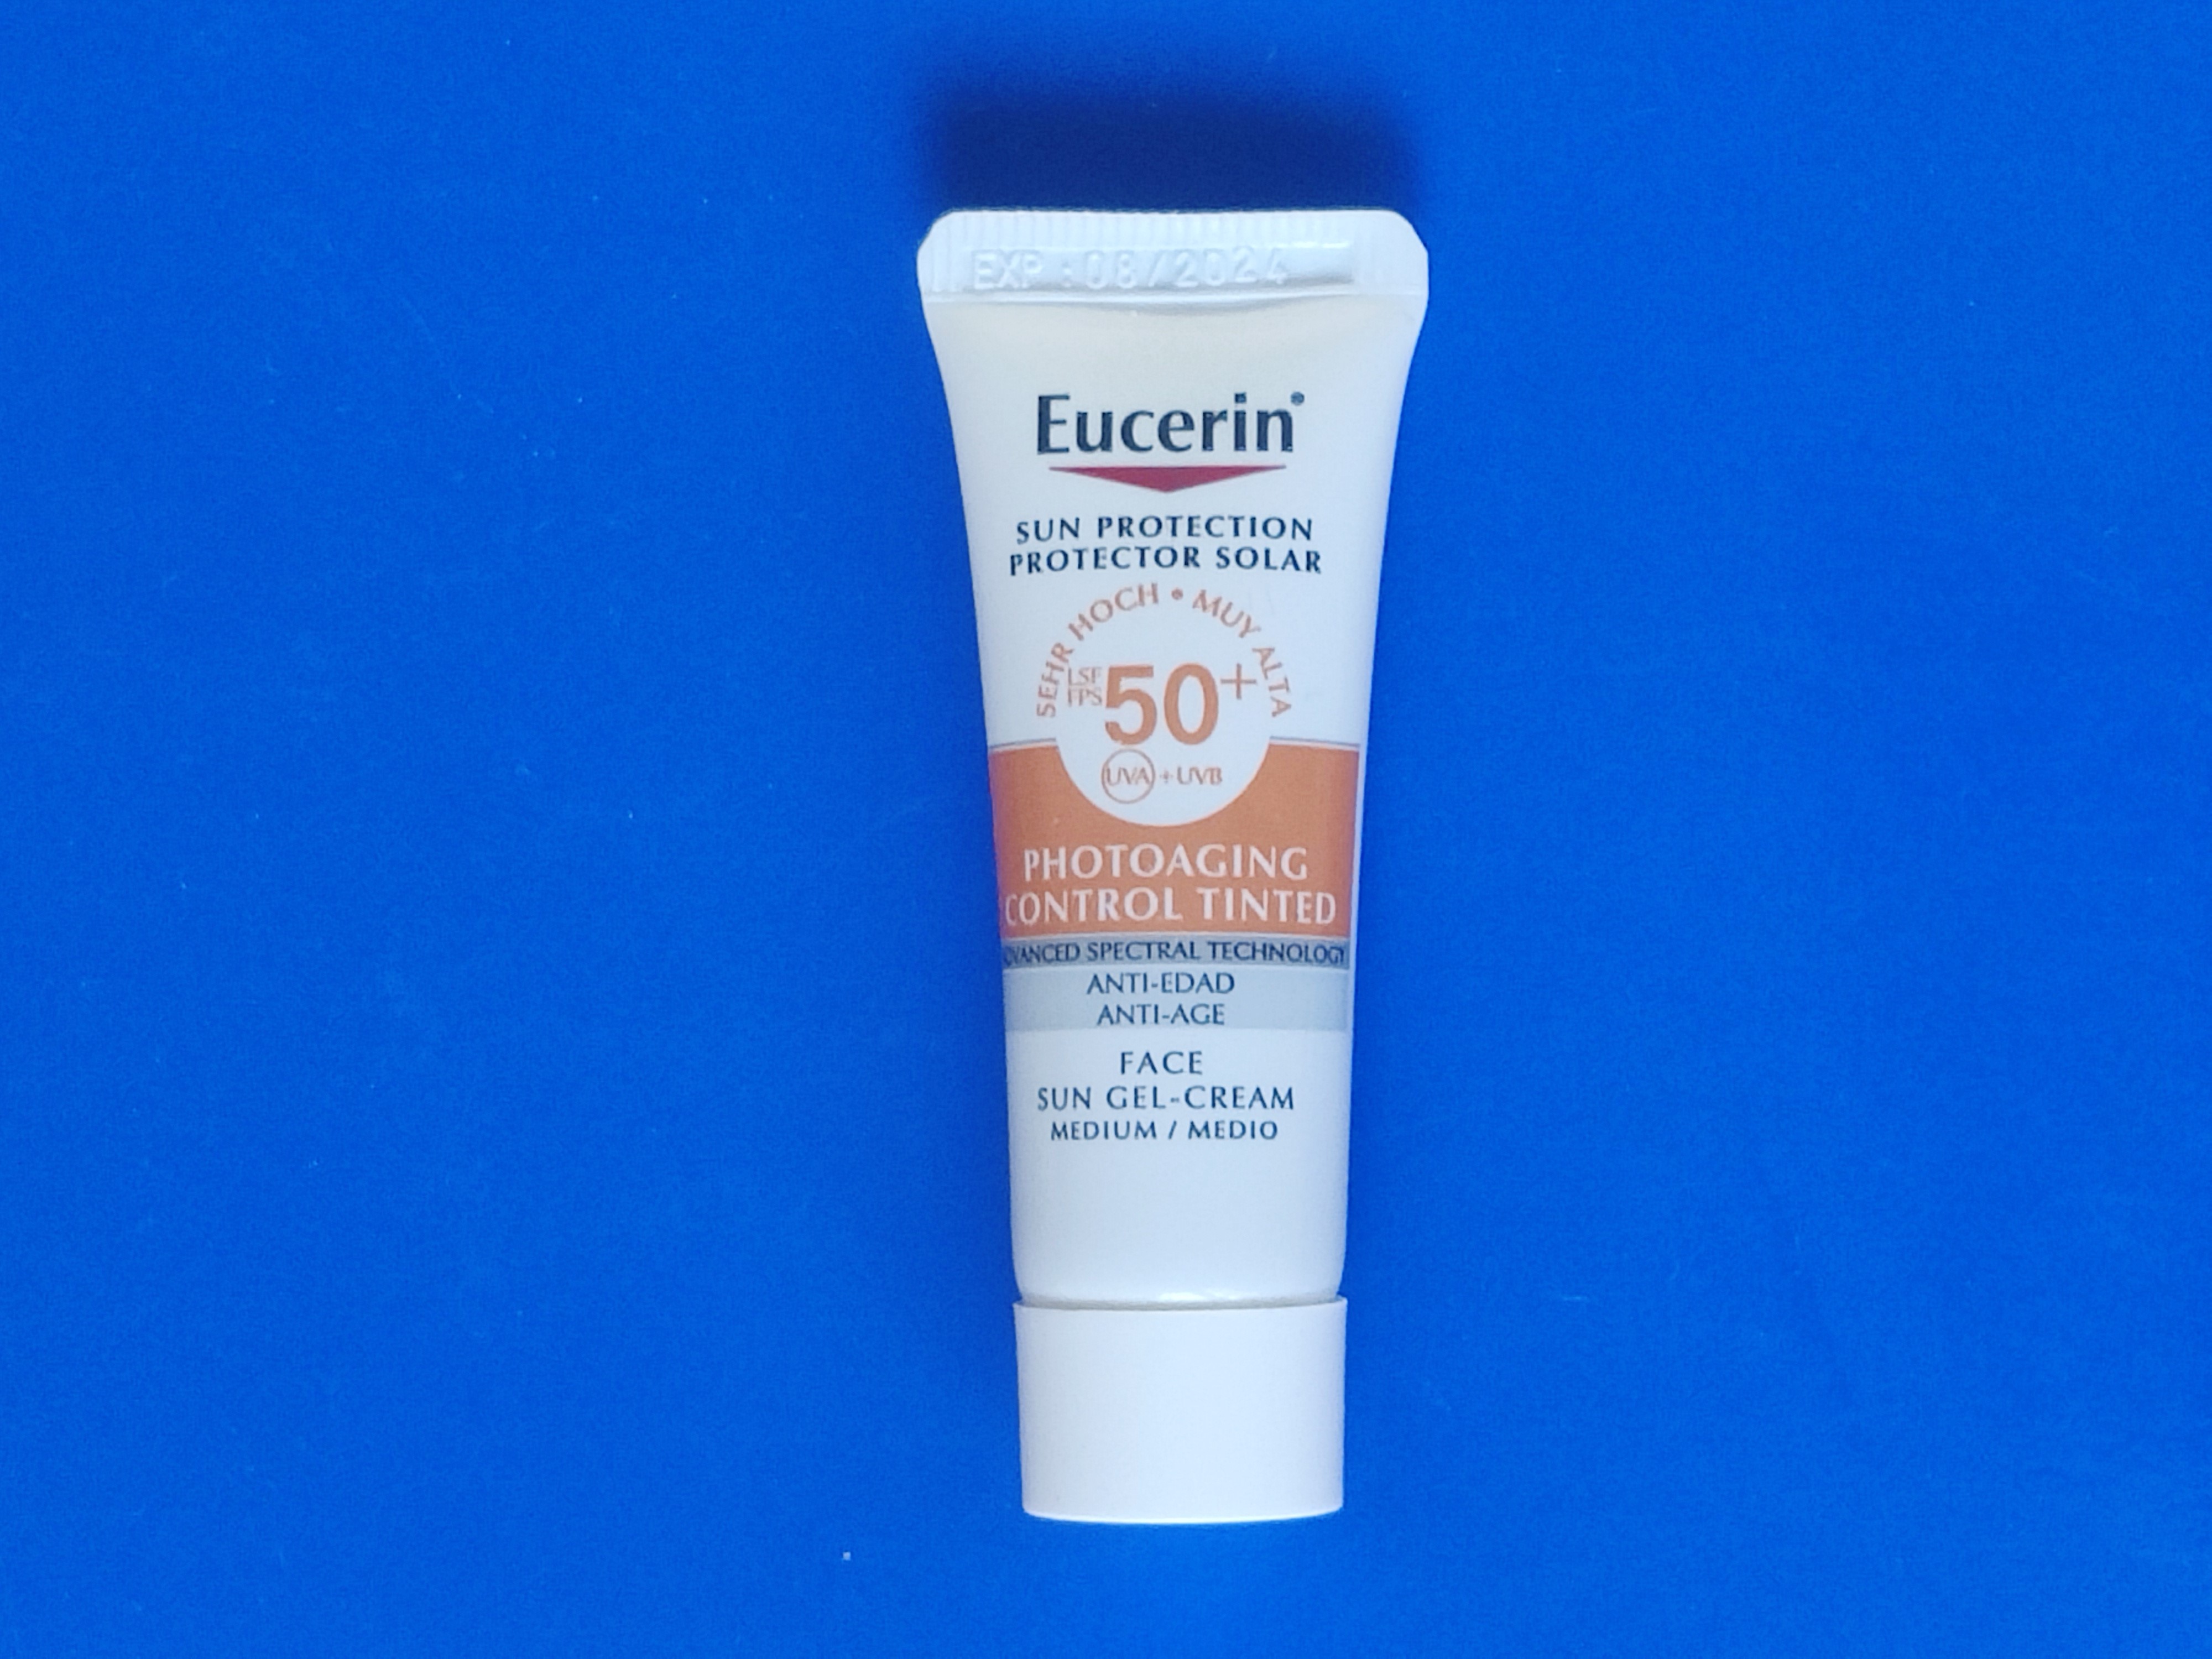 EXP : 08/2024
Eucerin®
SUN PROTECTION
PROTECTOR SOLAR
SEHR HOCH • MUY ALTA
LSF
FPS
50+
UVA + UVB
PHOTOAGING
CONTROL TINTED
ADVANCED SPECTRAL TECHNOLOGY
ANTI-EDAD
ANTI-AGE
FACE
SUN GEL-CREAM
MEDIUM / MEDIO